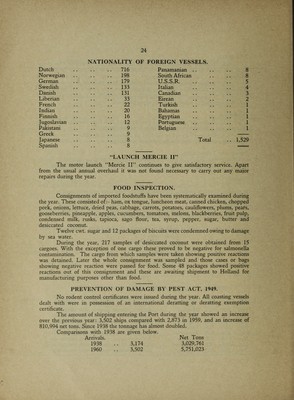 24
NATIONALITY OF FOREIGN VESSELS.
Dutch .. .. .. 716 Panamanian .. .. .. 8
Norwegian .. .. .. 198 South African .. .. .. 8
German .. .. .. 179 U.S.S.R. .. .. .. 5
Swedish .. .. .. 133 Italian .. .. .. 4
Danish .. .. .. 131 Canadian .. .. .. 3
Liberian .. .. .. 33 Eirean .. .. .. 2
French .. .. .. 22 Turkish .. .. .. 1
Indian .. .. .. 20 Bahamas .. .. .. 1
Finnish .. .. .. 16 Egyptian .. .. .. 1
Jugoslavian .. .. .. 12 Portuguese .. .. .. 1
Pakistani .. .. .. 9 Belgian .. .. .. 1
Greek .. .. .. 9
Japanese .. .. .. 8 Total .. 1,529
Spanish .. .. .. 8
"LAUNCH MERCIE II"
The motor launch "Mercie II" continues to give satisfactory service. Apart
from the usual annual overhaul it was not found necessary to carry out any major
repairs during the year.
FOOD INSPECTION.
Consignments of imported foodstuffs have been systematically examined during
the year. These consisted of:- ham, ox tongue, luncheon meat, canned chicken, chopped
pork, onions, lettuce, dried peas, cabbage, carrots, potatoes, cauliflowers, plums, pears,
gooseberries, pineapple, apples, cucumbers, tomatoes, melons, blackberries, fruit pulp,
condensed milk, rusks, tapioca, sago flour, tea, syrup, pepper, sugar, butter and
desiccated coconut.
Twelve cwt. sugar and 12 packages of biscuits were condemned owing to damage
by sea water.
During the year, 217 samples of desiccated coconut were obtained from 15
cargoes. With the exception of one cargo these proved to be negative for salmonella
contamination. The cargo from which samples were taken showing positive reactions
was detained. Later the whole consignment was sampled and those cases or bags
showing negative reaction were passed for food. Some 48 packages showed positive
reactions out of this consignment and these are awaiting shipment to Holland for
manufacturing purposes other than food.
PREVENTION OF DAMAGE BY PEST ACT, 1949.
No rodent control certificates were issued during the year. All coasting vessels
dealt with were in possession of an international deratting or deratting exemption
certificate.
The amount of shipping entering the Port during the year showed an increase
over the previous year: 3,502 ships compared with 2,873 in 1959, and an increase of
810,994 net tons. Since 1938 the tonnage has almost doubled.
Comparisons with 1938 are given below.
Arrivals. Net Tons
1938 .. 3,174 3,029,761
1960 .. 3,502 5,751,023